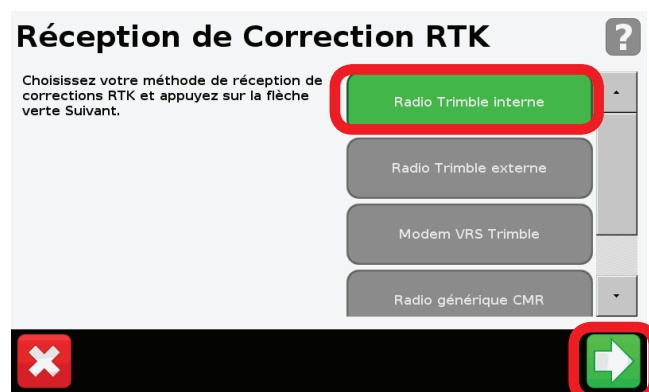 Réception de Correction RTK
?
Choisissez votre méthode de réception de
corrections RTK et appuyez sur la flèche
verte Suivant.
Radio Trimble interne
Radio Trimble externe
Modem VRS Trimble
Radio générique CMR